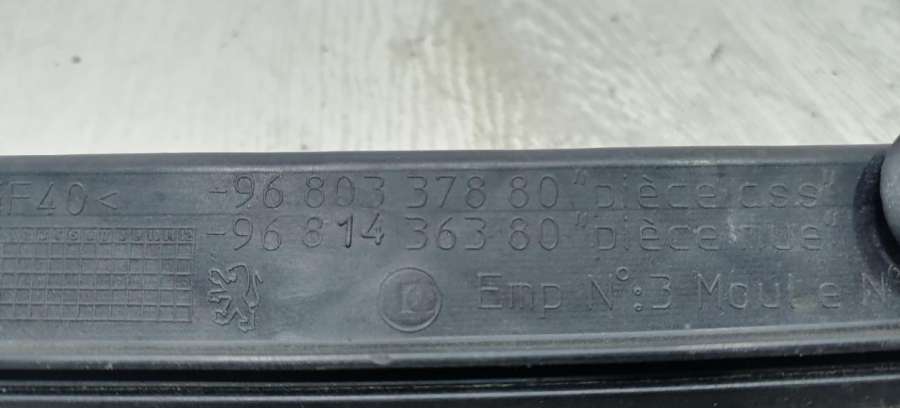 F40< -96 803 378 80 "pièce ass"
-96 814 363 80 "pièce nue"
P Emp N°:3 Moule N°